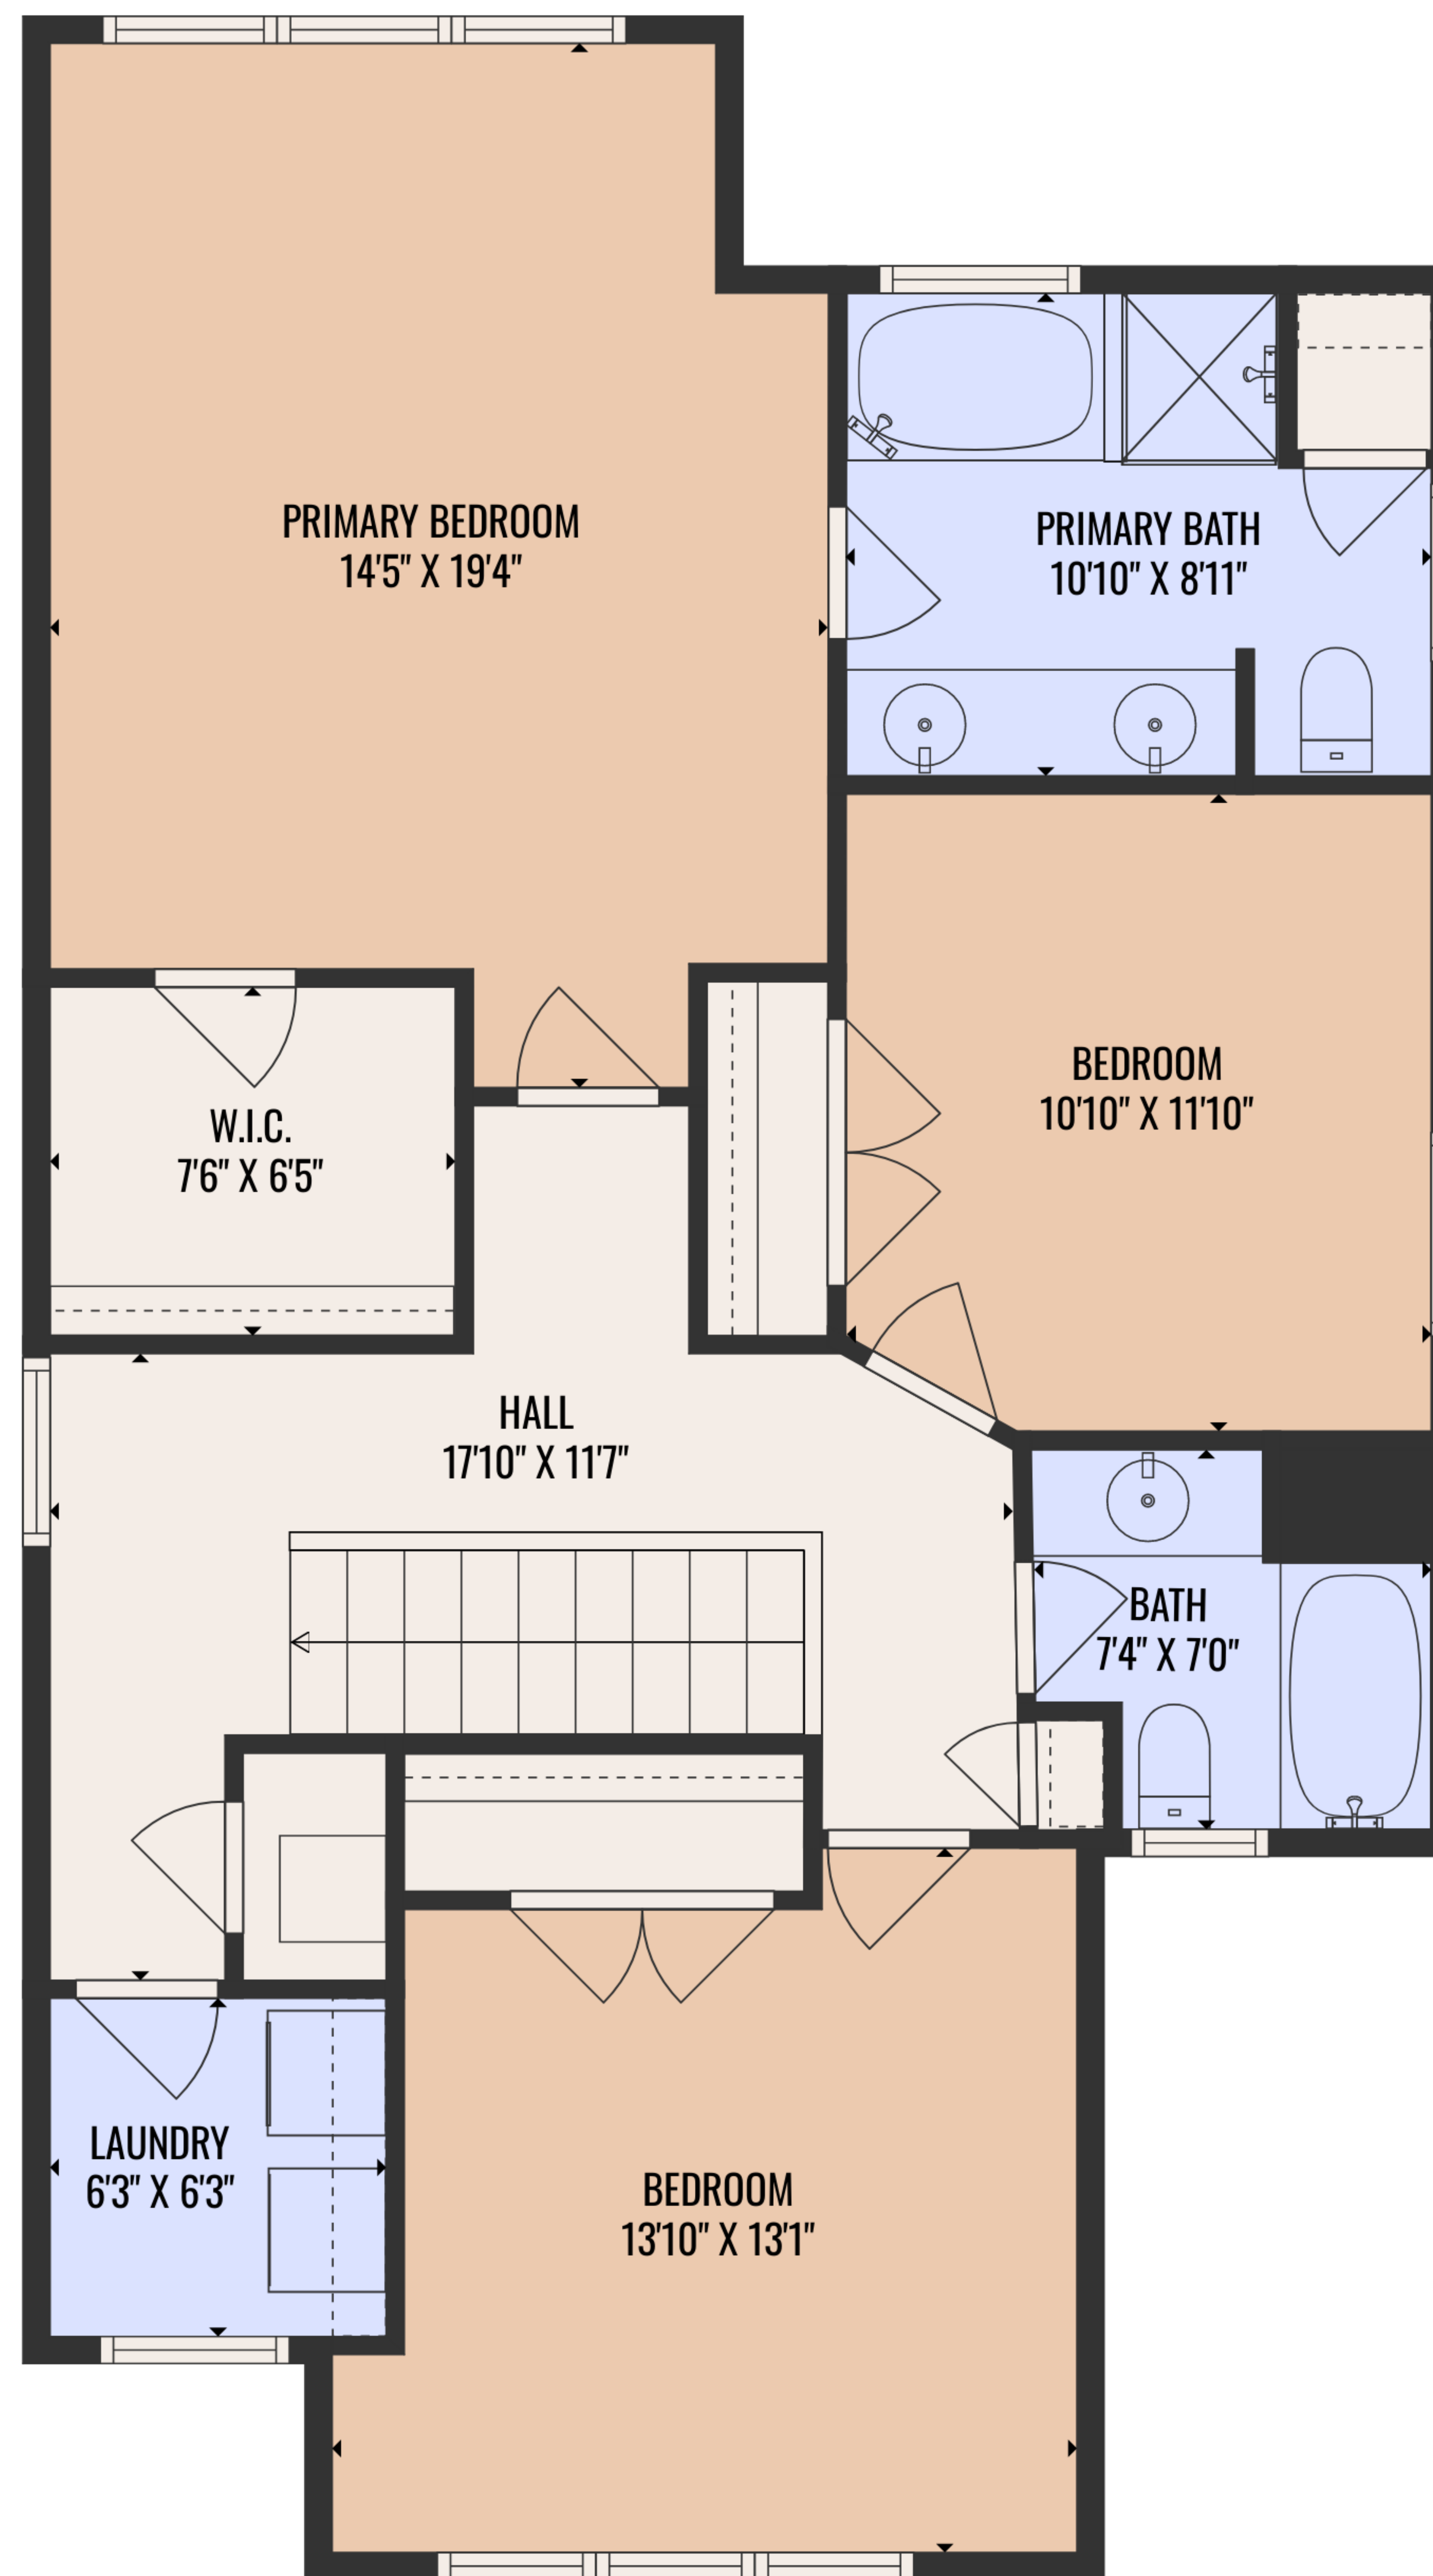 PRIMARY BEDROOM
14'5" X 19'4"
PRIMARY BATH
10'10" X 8'11"
BEDROOM
10'10" X 11'10"
W.I.C.
7'6" X 6'5"
HALL
17'10" X 11'7"
BATH
7'4" X 7'0"
LAUNDRY
6'3" X 6'3"
BEDROOM
13'10" X 13'1"